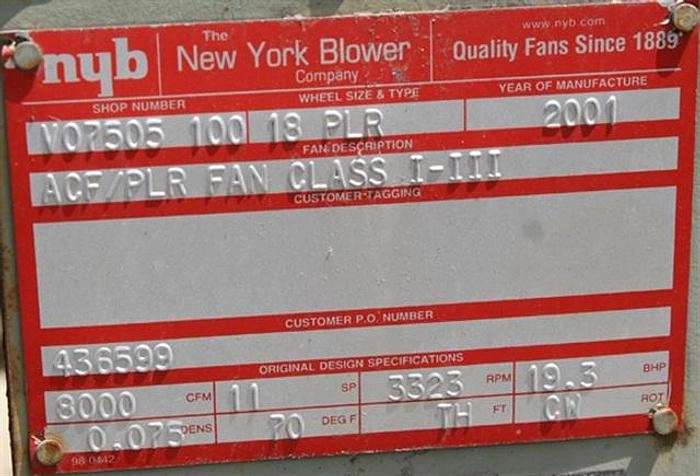 nyb The New York Blower Company Quality Fans Since 1889 www.nyb.com
SHOP NUMBER WHEEL SIZE & TYPE YEAR OF MANUFACTURE
V07505 100 18 PLR 2001
FAN DESCRIPTION
ACF/PLR FAN CLASS I-III
CUSTOMER TAGGING
CUSTOMER P.O. NUMBER
436599
ORIGINAL DESIGN SPECIFICATIONS
8000 CFM 11 SP 3323 RPM 19.3 BHP
0.075 DENS 70 DEG F TH FT CW ROT
98-0442